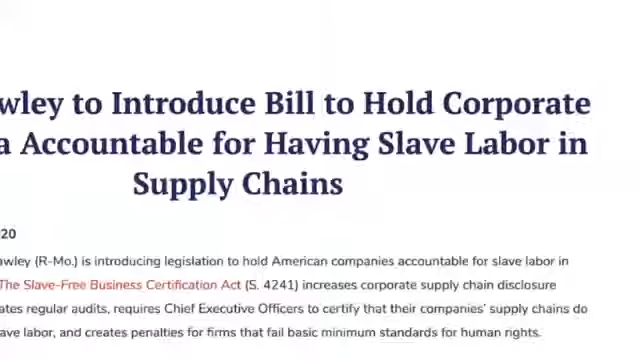 wley to Introduce Bill to Hold Corporate
a Accountable for Having Slave Labor in
Supply Chains
20
awley (R-Mo.) is introducing legislation to hold American companies accountable for slave labor in
The Slave-Free Business Certification Act (S. 4241) increases corporate supply chain disclosure
ates regular audits, requires Chief Executive Officers to certify that their companies' supply chains do
ave labor, and creates penalties for firms that fail basic minimum standards for human rights.